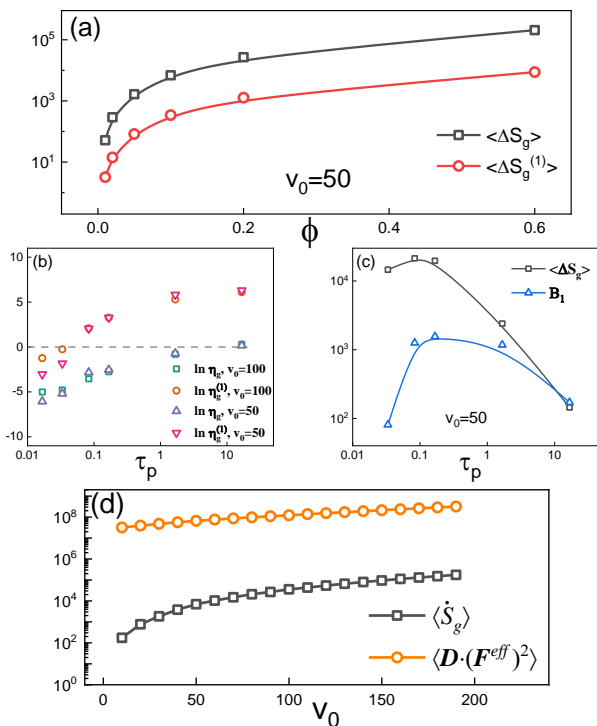 (a)
10^5
10^3
10^1
<ΔS_g>
<ΔS_g^(1)>
v_0=50
0.0 0.2 0.4 0.6
ϕ
(b)
5
0
-5
-10
ln η_g, v_0=100
ln η_g^(1), v_0=100
ln η_g, v_0=50
ln η_g^(1), v_0=50
0.01 0.1 1 10
τ_p
(c)
10^4
10^2
<ΔS_g>
B_1
v_0=50
0.01 0.1 1 10
τ_p
(d)
10^8
10^6
10^4
10^2
10^0
⟨Ṡ_g⟩
⟨D·(F^eff)^2⟩
0 50 100 150 200
v_0